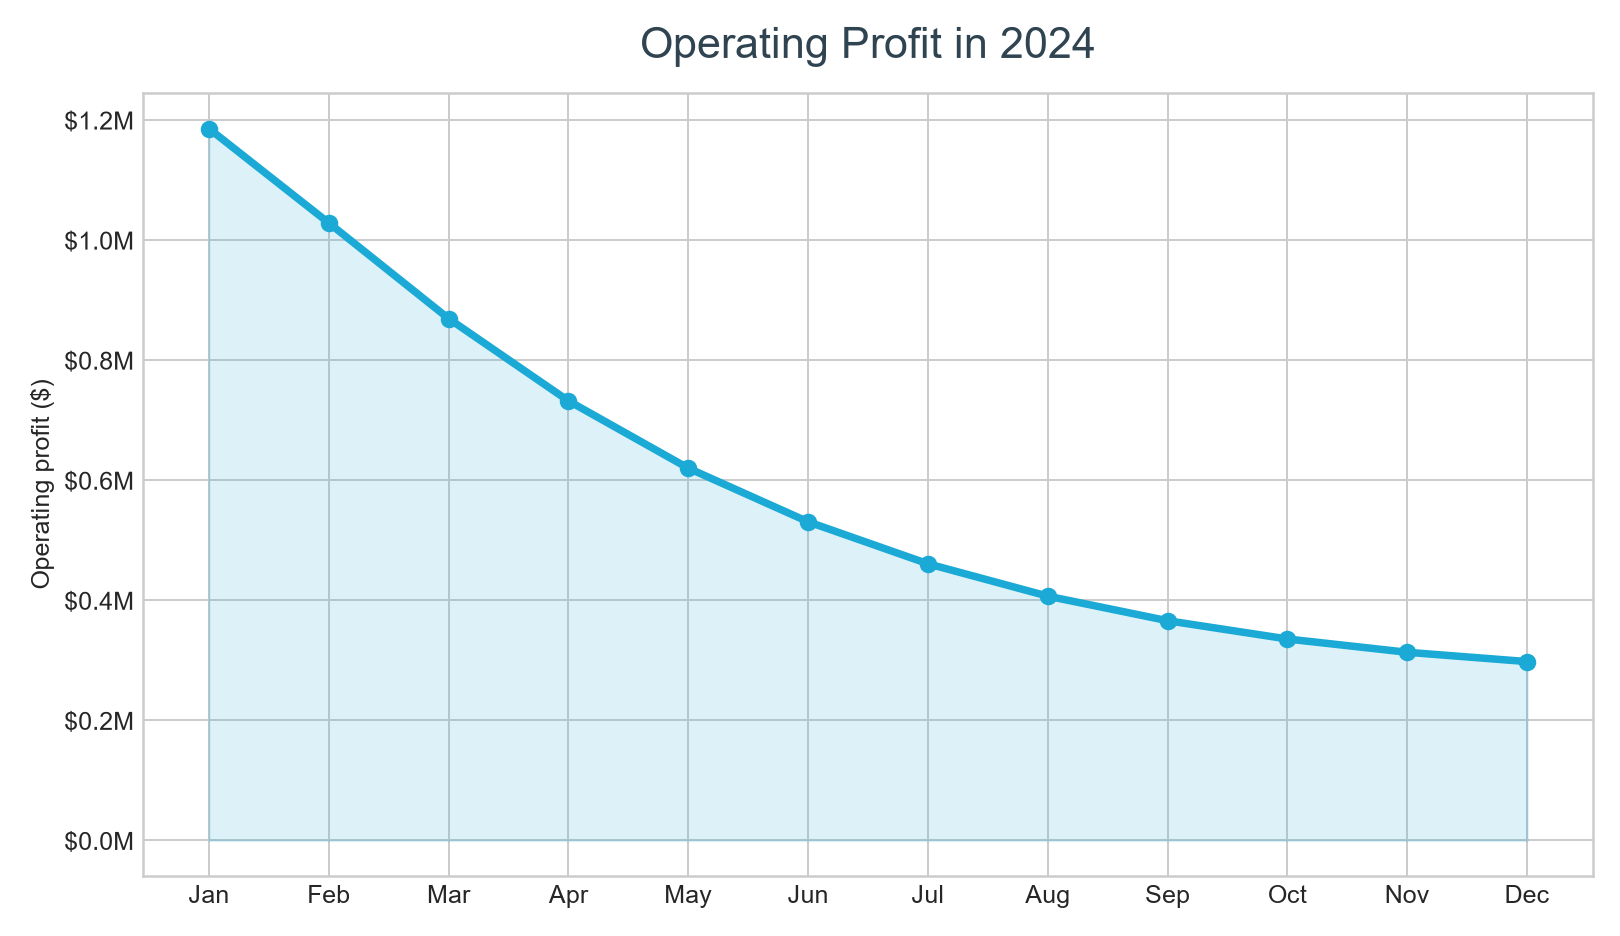 Operating Profit in 2024
Operating profit ($)
$1.2M
$1.0M
$0.8M
$0.6M
$0.4M
$0.2M
$0.0M
Jan Feb Mar Apr May Jun Jul Aug Sep Oct Nov Dec